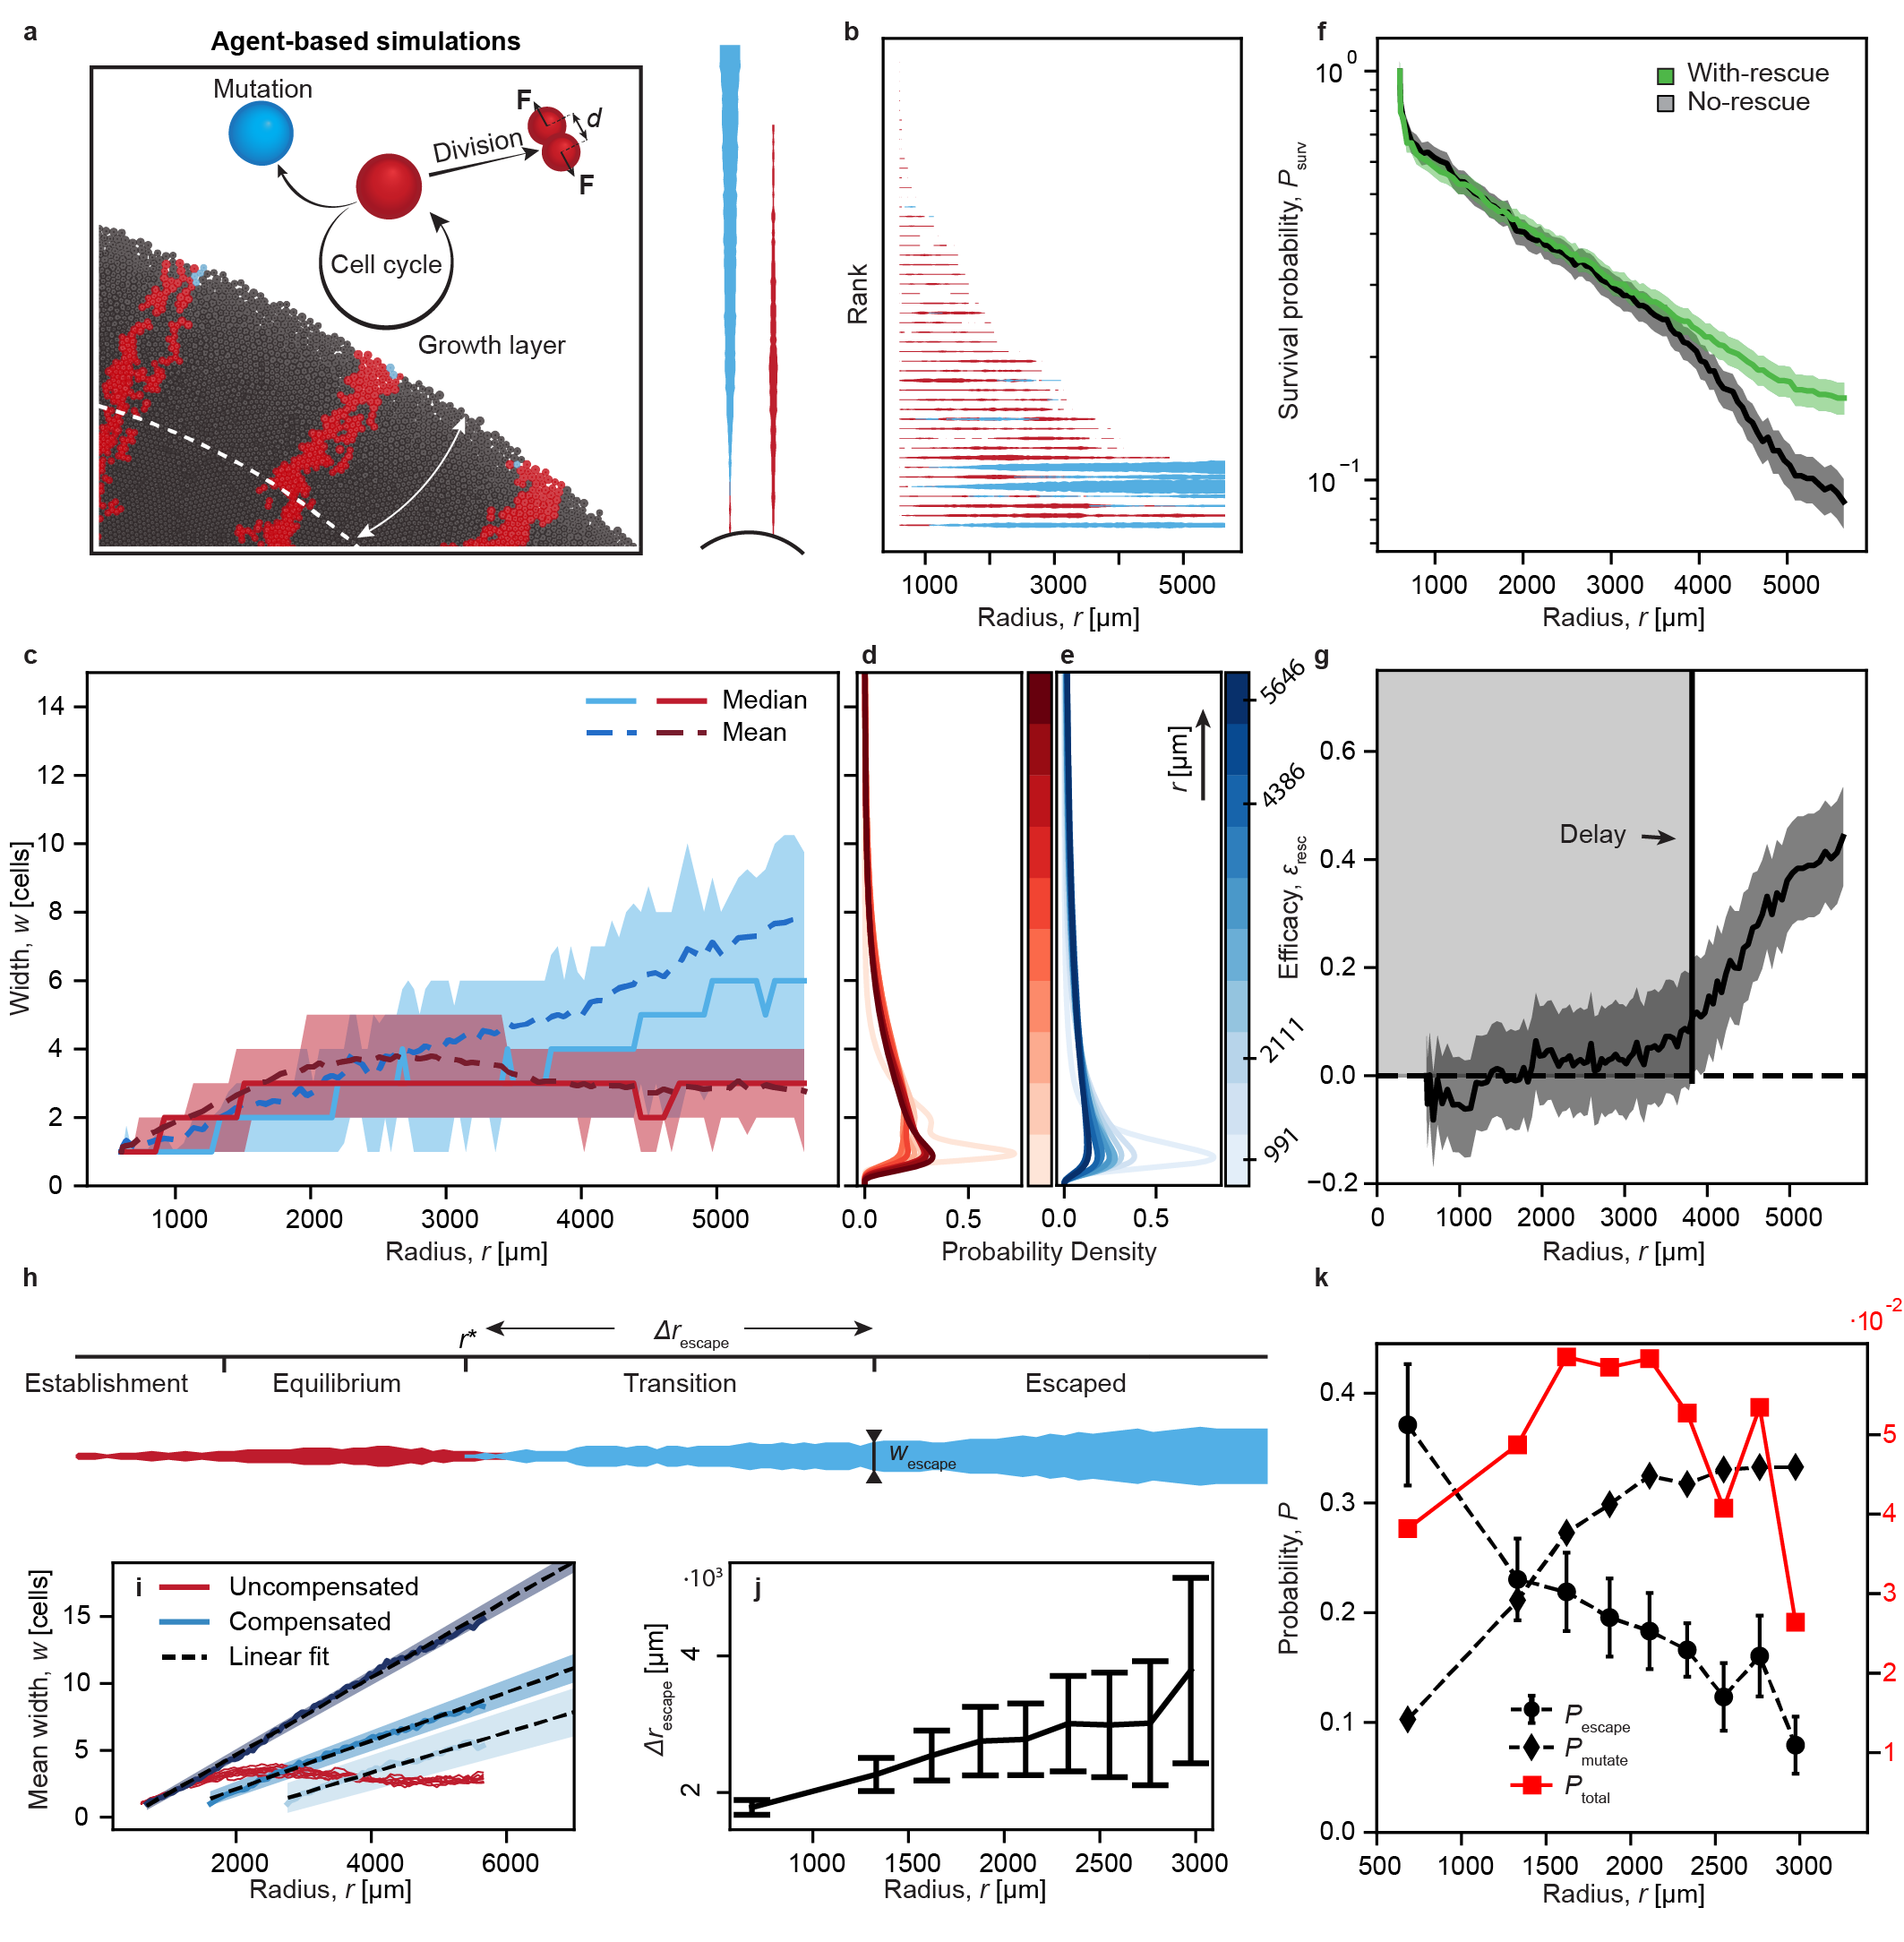 a
Agent-based simulations
Mutation
F
d
Division
F
Cell cycle
Growth layer
b
Rank
1000 3000 5000
Radius, r [µm]
f
10^0
10^-1
Survival probability, P_surv
With-rescue
No-rescue
1000 2000 3000 4000 5000
Radius, r [µm]
c
Width, w [cells]
14
12
10
8
6
4
2
0
Median
Mean
1000 2000 3000 4000 5000
Radius, r [µm]
d
e
0.0 0.5
0.0 0.5
Probability Density
r [µm]
5646
4386
2111
991
g
Efficacy, ε_resc
0.6
0.4
0.2
0.0
−0.2
Delay
0 1000 2000 3000 4000 5000
Radius, r [µm]
h
r*
Δr_escape
Establishment Equilibrium Transition Escaped
w_escape
i
Mean width, w [cells]
15
10
5
0
Uncompensated
Compensated
Linear fit
2000 4000 6000
Radius, r [µm]
j
·10³
Δr_escape [µm]
4
2
1000 1500 2000 2500 3000
Radius, r [µm]
k
·10^-2
Probability, P
0.4
0.3
0.2
0.1
0.0
5
4
3
2
1
P_escape
P_mutate
P_total
500 1000 1500 2000 2500 3000
Radius, r [µm]